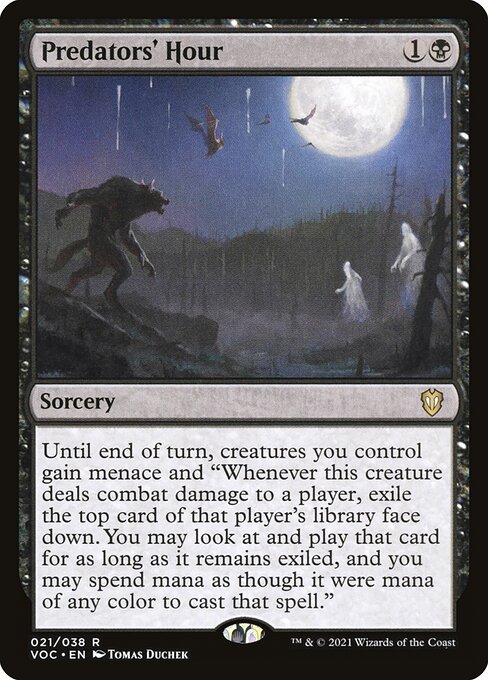 Predators' Hour 1
Sorcery
Until end of turn, creatures you control
gain menace and “Whenever this creature
deals combat damage to a player, exile
the top card of that player's library face
down. You may look at and play that card
for as long as it remains exiled, and you
may spend mana as though it were mana
of any color to cast that spell.”
021/038 R
VOC • EN Tomas Duchek
™ & © 2021 Wizards of the Coast